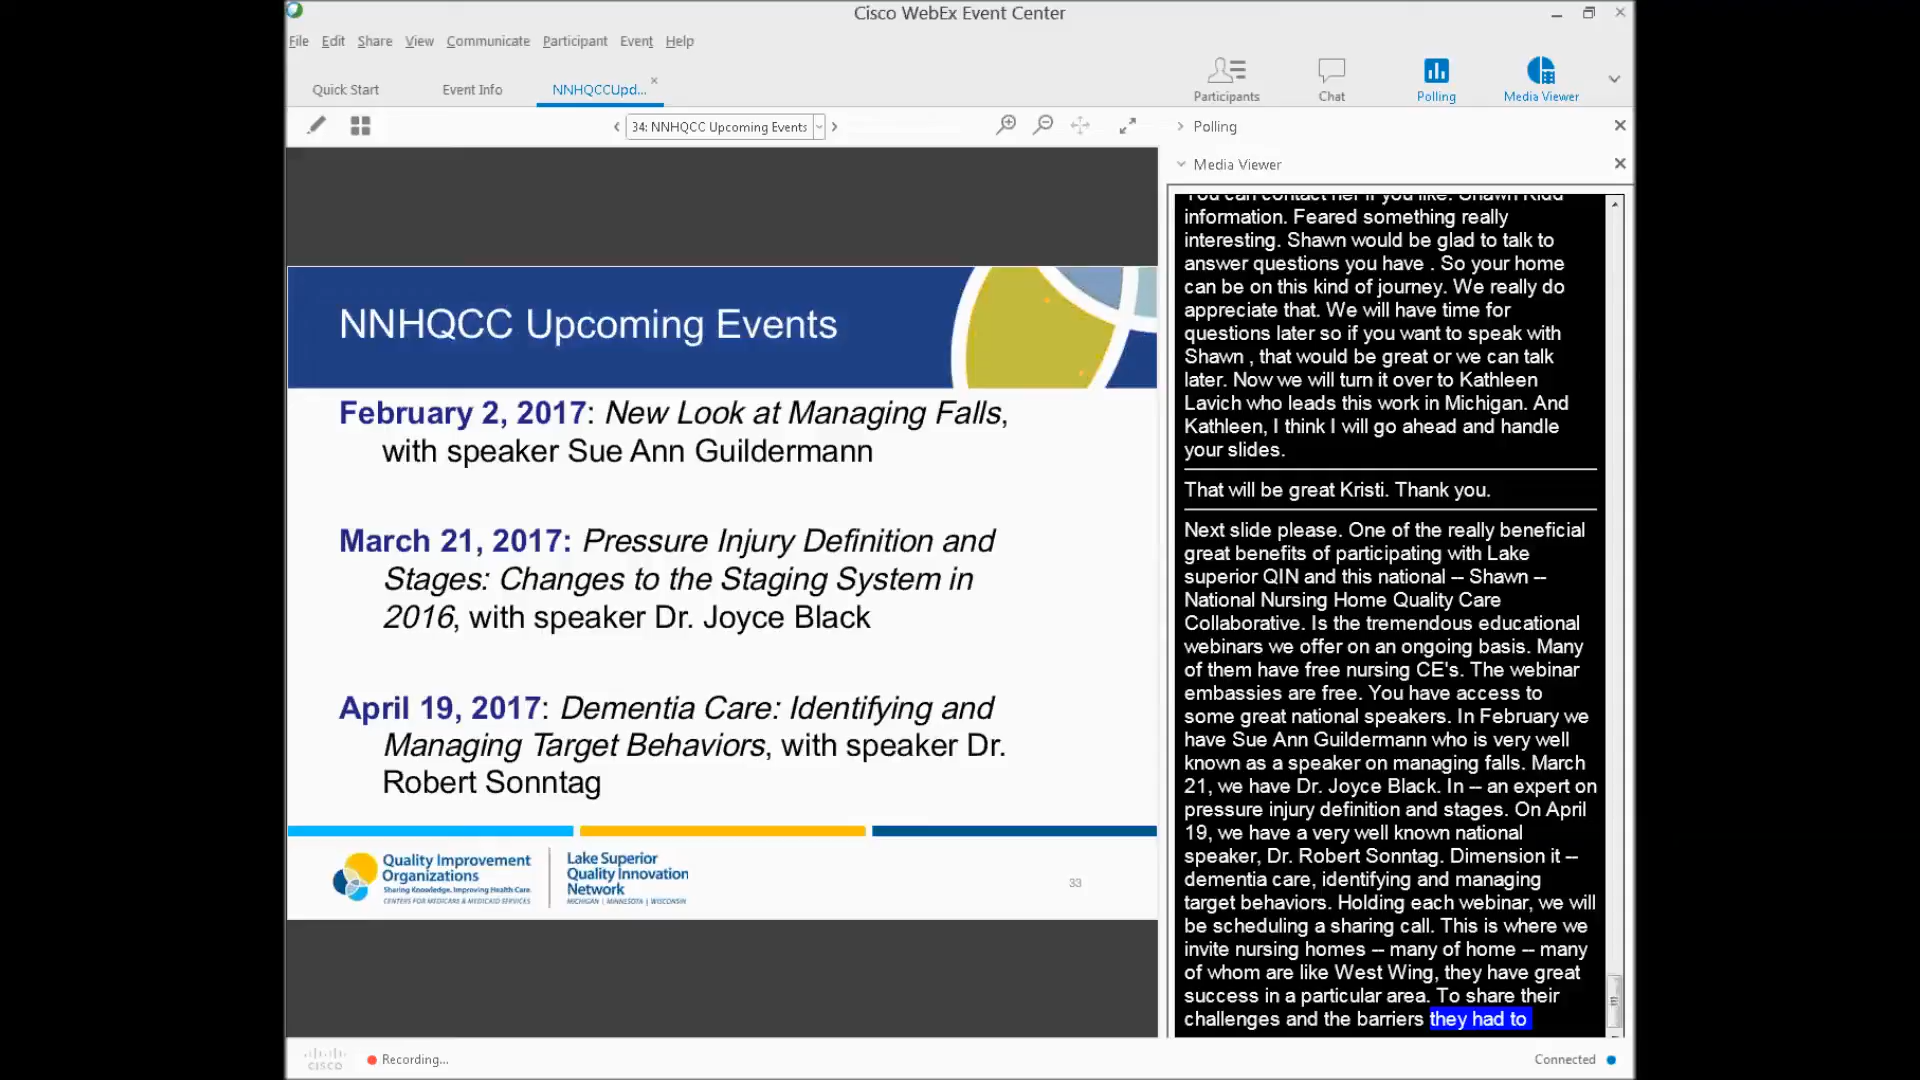 Cisco WebEx Event Center
File Edit Share View Communicate Participant Event Help
Quick Start Event Info NNHQCCUpd...
Participants Chat Polling Media Viewer
34: NNHQCC Upcoming Events
Polling
Media Viewer
NNHQCC Upcoming Events
February 2, 2017: New Look at Managing Falls,
with speaker Sue Ann Guildermann
March 21, 2017: Pressure Injury Definition and
Stages: Changes to the Staging System in
2016, with speaker Dr. Joyce Black
April 19, 2017: Dementia Care: Identifying and
Managing Target Behaviors, with speaker Dr.
Robert Sonntag
Quality Improvement
Organizations
Sharing Knowledge. Improving Health Care.
CENTERS FOR MEDICARE & MEDICAID SERVICES
Lake Superior
Quality Innovation
Network
MICHIGAN | MINNESOTA | WISCONSIN
33
You can contact her if you like. Shawn Kidd
information. Feared something really
interesting. Shawn would be glad to talk to
answer questions you have . So your home
can be on this kind of journey. We really do
appreciate that. We will have time for
questions later so if you want to speak with
Shawn , that would be great or we can talk
later. Now we will turn it over to Kathleen
Lavich who leads this work in Michigan. And
Kathleen, I think I will go ahead and handle
your slides.
That will be great Kristi. Thank you.
Next slide please. One of the really beneficial
great benefits of participating with Lake
superior QIN and this national -- Shawn --
National Nursing Home Quality Care
Collaborative. Is the tremendous educational
webinars we offer on an ongoing basis. Many
of them have free nursing CE's. The webinar
embassies are free. You have access to
some great national speakers. In February we
have Sue Ann Guildermann who is very well
known as a speaker on managing falls. March
21, we have Dr. Joyce Black. In -- an expert on
pressure injury definition and stages. On April
19, we have a very well known national
speaker, Dr. Robert Sonntag. Dimension it --
dementia care, identifying and managing
target behaviors. Holding each webinar, we will
be scheduling a sharing call. This is where we
invite nursing homes -- many of home -- many
of whom are like West Wing, they have great
success in a particular area. To share their
challenges and the barriers they had to
CISCO
Recording...
Connected